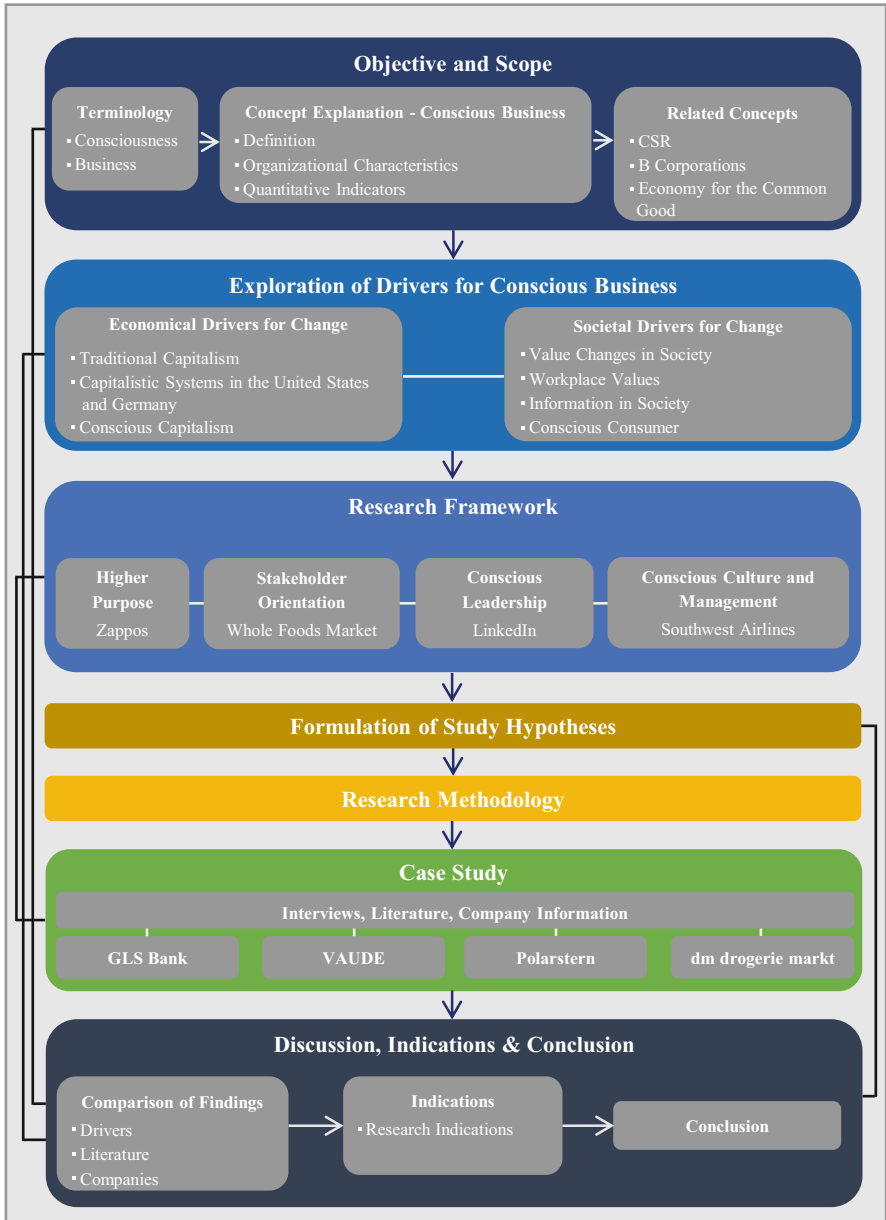 Objective and Scope
Terminology
▪ Consciousness
▪ Business
Concept Explanation - Conscious Business
▪ Definition
▪ Organizational Characteristics
▪ Quantitative Indicators
Related Concepts
▪ CSR
▪ B Corporations
▪ Economy for the Common
Good
Exploration of Drivers for Conscious Business
Economical Drivers for Change
▪ Traditional Capitalism
▪ Capitalistic Systems in the United States
and Germany
▪ Conscious Capitalism
Societal Drivers for Change
▪ Value Changes in Society
▪ Workplace Values
▪ Information in Society
▪ Conscious Consumer
Research Framework
Higher
Purpose
Zappos
Stakeholder
Orientation
Whole Foods Market
Conscious
Leadership
LinkedIn
Conscious Culture and
Management
Southwest Airlines
Formulation of Study Hypotheses
Research Methodology
Case Study
Interviews, Literature, Company Information
GLS Bank
VAUDE
Polarstern
dm drogerie markt
Discussion, Indications & Conclusion
Comparison of Findings
▪ Drivers
▪ Literature
▪ Companies
Indications
▪ Research Indications
Conclusion